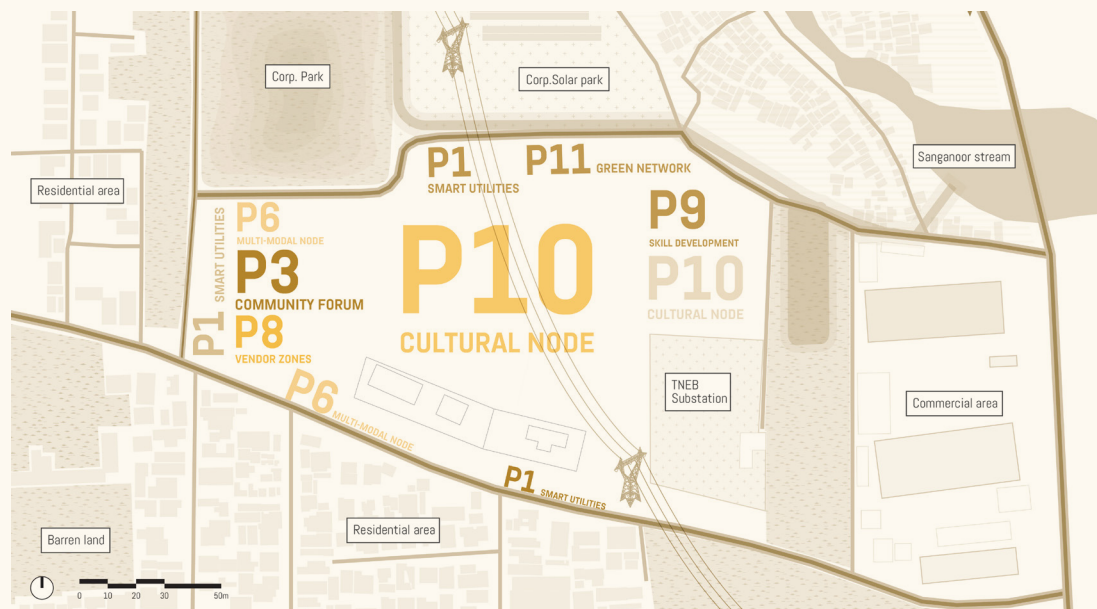 Corp. Park
Corp.Solar park
Sanganoor stream
Residential area
P1
SMART UTILITIES
P11 GREEN NETWORK
P9
SKILL DEVELOPMENT
P10
CULTURAL NODE
P1 SMART UTILITIES
P6
MULTI-MODAL NODE
P3
COMMUNITY FORUM
P8
VENDOR ZONES
P10
CULTURAL NODE
P6 MULTI-MODAL NODE
TNEB
Substation
Commercial area
P1 SMART UTILITIES
Residential area
Barren land
0 10 20 30 50m